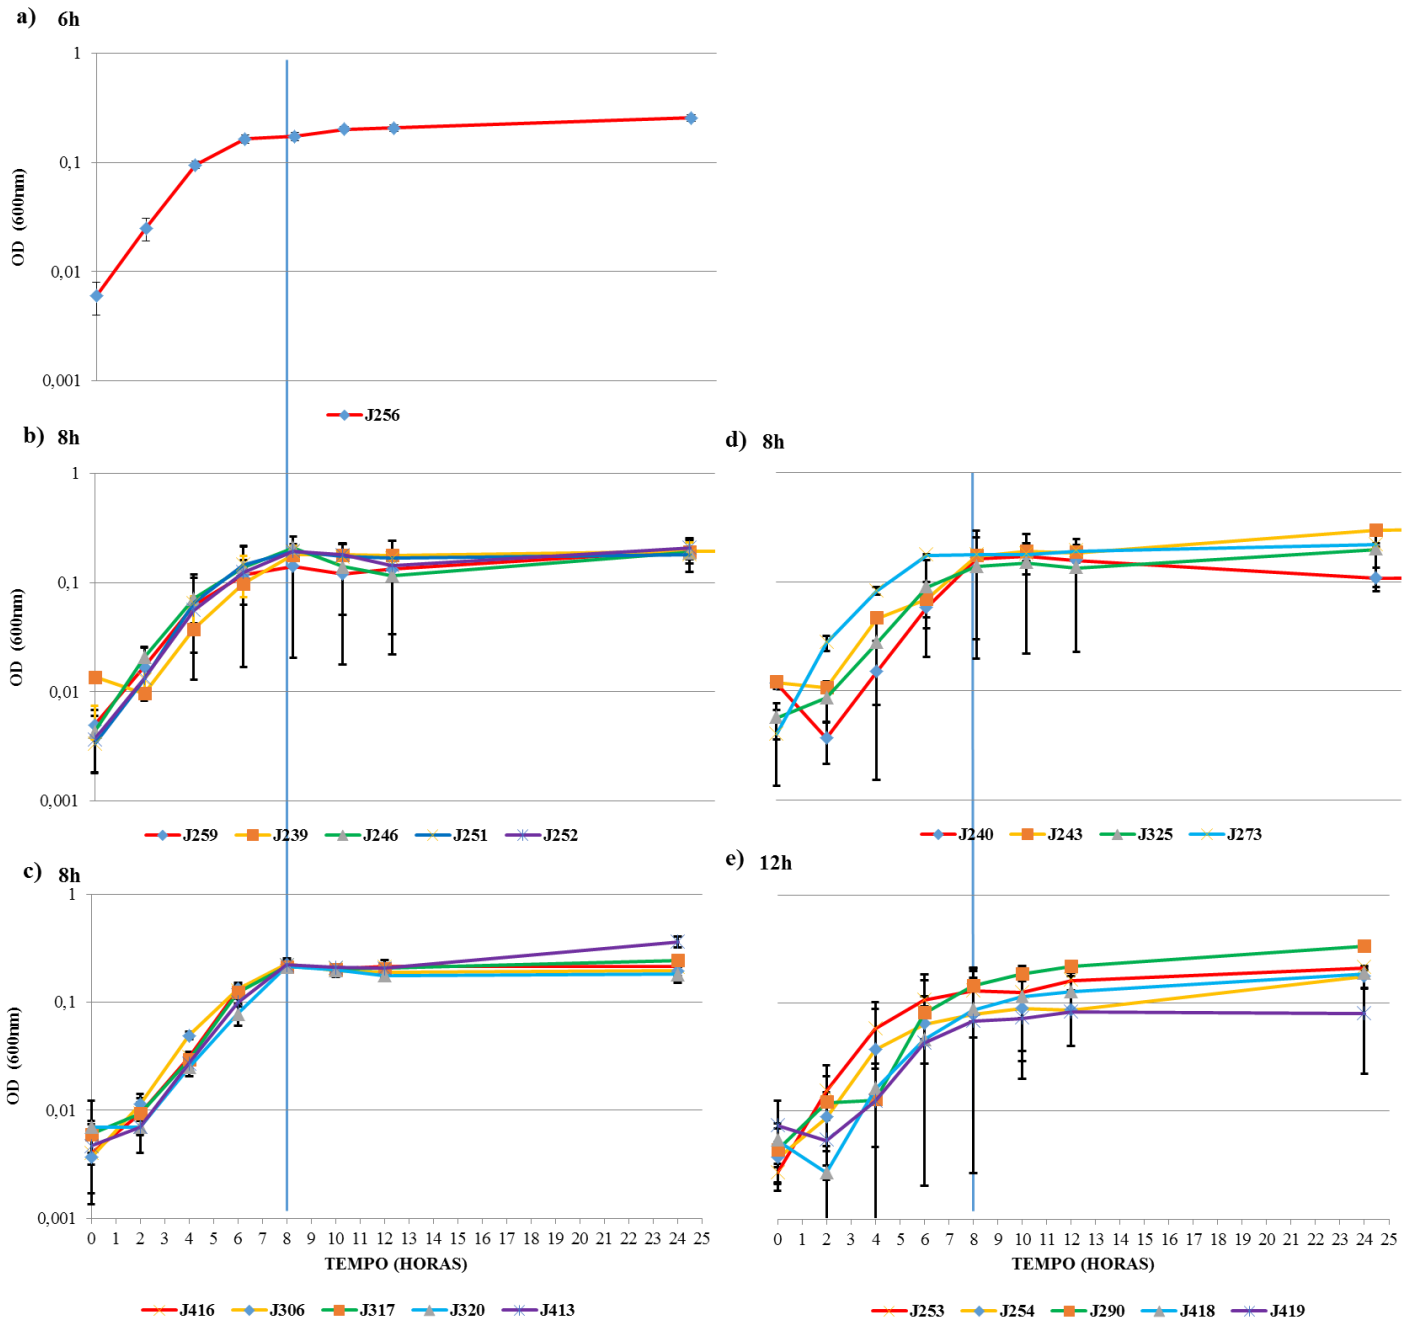 a) 6h
1
0,1
0,01
0,001
OD (600nm)
J256
b) 8h
1
0,1
0,01
0,001
OD (600nm)
J259 J239 J246 J251 J252
c) 8h
1
0,1
0,01
0,001
OD (600nm)
0 1 2 3 4 5 6 7 8 9 10 11 12 13 14 15 16 17 18 19 20 21 22 23 24 25
TEMPO (HORAS)
J416 J306 J317 J320 J413
d) 8h
J240 J243 J325 J273
e) 12h
0 1 2 3 4 5 6 7 8 9 10 11 12 13 14 15 16 17 18 19 20 21 22 23 24 25
TEMPO (HORAS)
J253 J254 J290 J418 J419